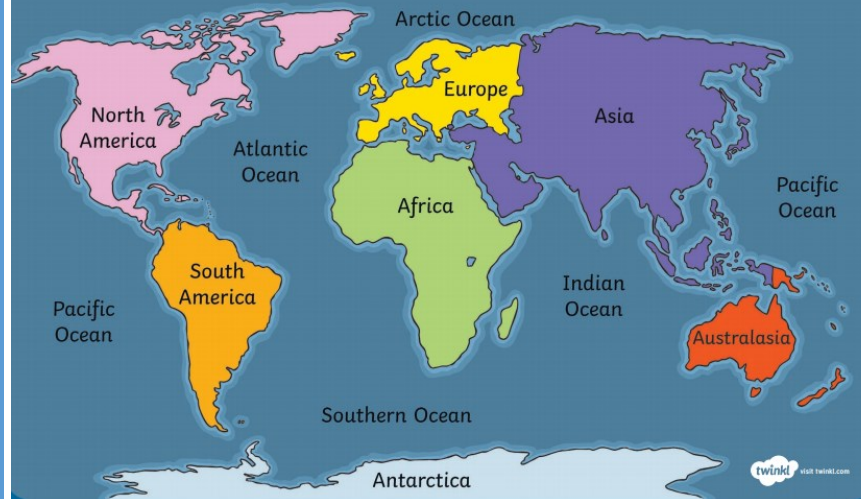 Arctic Ocean
North
America
Europe
Asia
Atlantic
Ocean
Africa
Pacific
Ocean
South
America
Indian
Ocean
Pacific
Ocean
Australasia
Southern Ocean
Antarctica
twinkl
visit twinkl.com